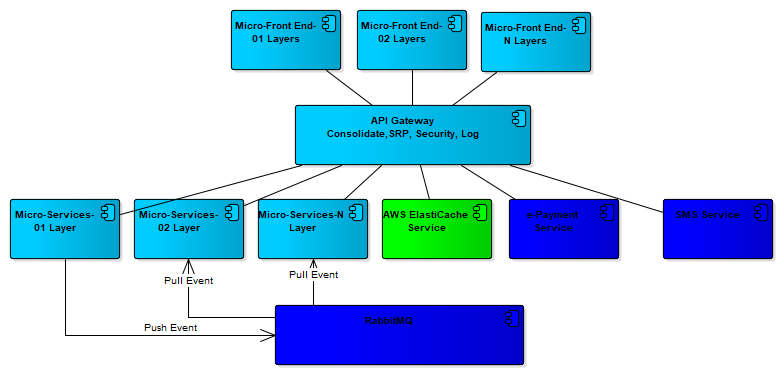 Micro-Front End-
01 Layers
Micro-Front End-
02 Layers
Micro-Front End-
N Layers
API Gateway
Consolidate,SRP, Security, Log
Micro-Services-
01 Layer
Micro-Services-
02 Layer
Micro-Services-N
Layer
AWS ElastiCache
Service
e-Payment
Service
SMS Service
Pull Event
Pull Event
Push Event
RabbitMQ